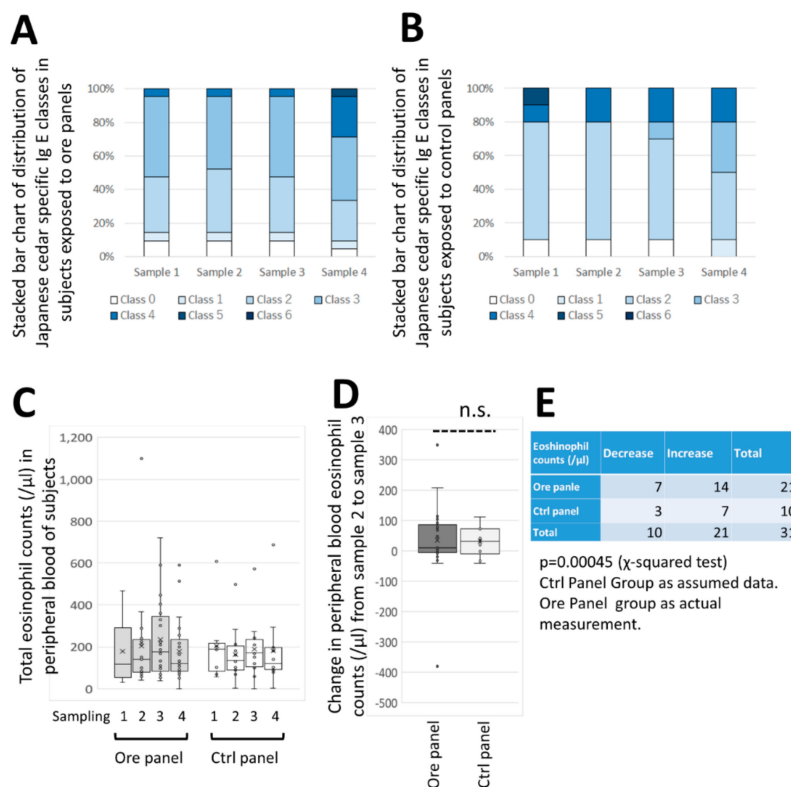 A
Stacked bar chart of distribution of
Japanese cedar specific Ig E classes in
subjects exposed to ore panels
100%
80%
60%
40%
20%
0%
Sample 1 Sample 2 Sample 3 Sample 4
Class 0 Class 1 Class 2 Class 3
Class 4 Class 5 Class 6
B
Stacked bar chart of distribution of
Japanese cedar specific Ig E classes in
subjects exposed to control panels
100%
80%
60%
40%
20%
0%
Sample 1 Sample 2 Sample 3 Sample 4
Class 0 Class 1 Class 2 Class 3
Class 4 Class 5 Class 6
C
Total eosinophil counts (/μl) in
peripheral blood of subjects
1,200
1,000
800
600
400
200
0
Sampling 1 2 3 4 1 2 3 4
Ore panel Ctrl panel
D
Change in peripheral blood eosinophil
counts (/μl) from sample 2 to sample 3
n.s.
400
300
200
100
0
-100
-200
-300
-400
-500
Ore panel
Ctrl panel
E
Eoshinophil
counts (/μl) Decrease Increase Total
Ore panle 7 14 21
Ctrl panel 3 7 10
Total 10 21 31
p=0.00045 (χ-squared test)
Ctrl Panel Group as assumed data.
Ore Panel group as actual
measurement.